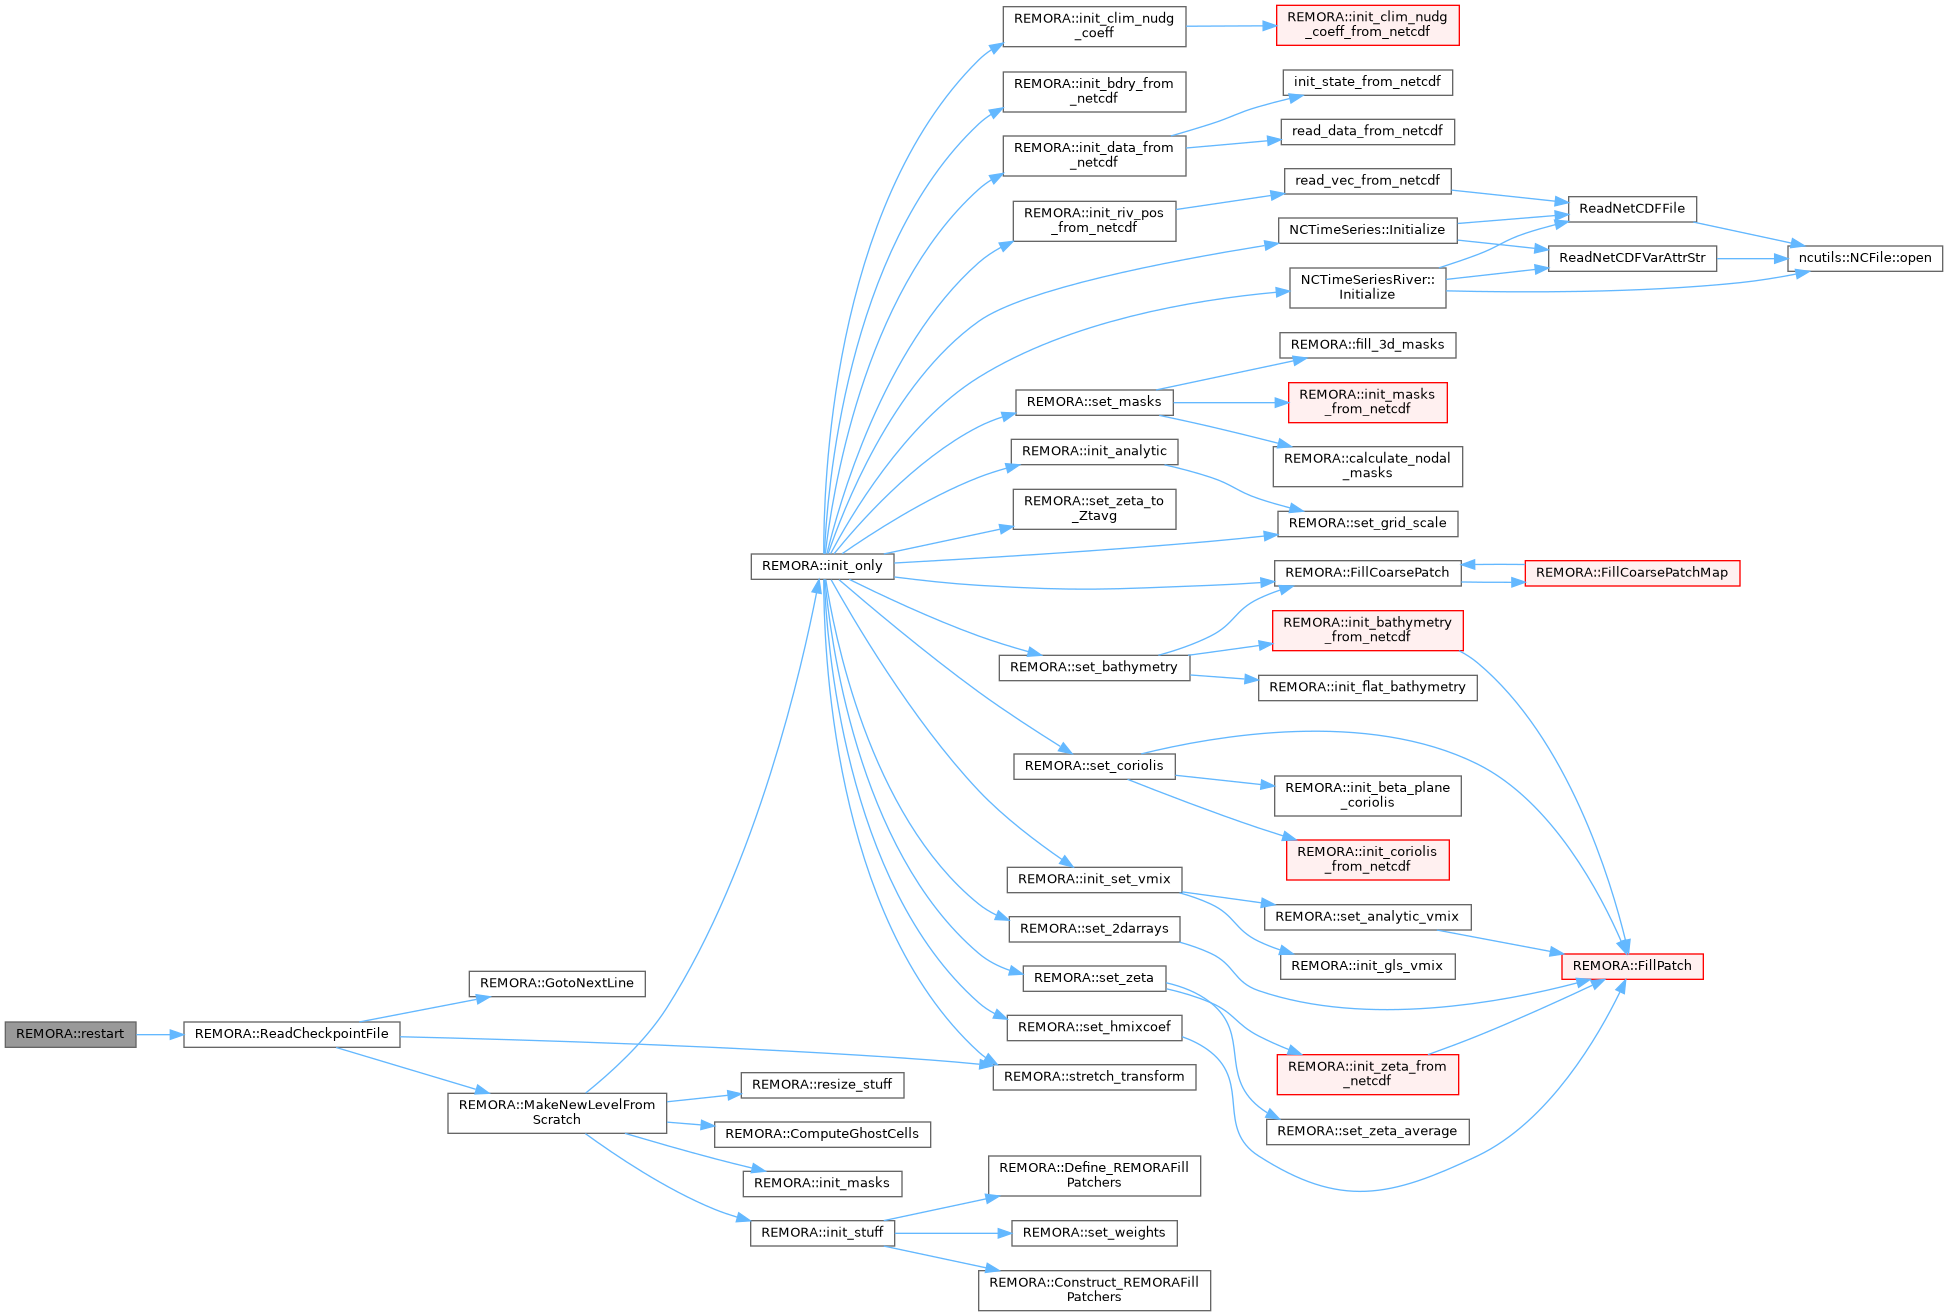 REMORA::init_clim_nudg
_coeff
REMORA::init_clim_nudg
_coeff_from_netcdf
REMORA::init_bdry_from
_netcdf
init_state_from_netcdf
REMORA::init_data_from
_netcdf
read_data_from_netcdf
read_vec_from_netcdf
REMORA::init_riv_pos
_from_netcdf
ReadNetCDFFile
NCTimeSeries::Initialize
ReadNetCDFVarAttrStr
ncutils::NCFile::open
NCTimeSeriesRiver::
Initialize
REMORA::fill_3d_masks
REMORA::set_masks
REMORA::init_masks
_from_netcdf
REMORA::init_analytic
REMORA::calculate_nodal
_masks
REMORA::set_zeta_to
_Ztavg
REMORA::set_grid_scale
REMORA::init_only
REMORA::FillCoarsePatch
REMORA::FillCoarsePatchMap
REMORA::init_bathymetry
_from_netcdf
REMORA::set_bathymetry
REMORA::init_flat_bathymetry
REMORA::set_coriolis
REMORA::init_beta_plane
_coriolis
REMORA::init_coriolis
_from_netcdf
REMORA::init_set_vmix
REMORA::set_analytic_vmix
REMORA::set_2darrays
REMORA::init_gls_vmix
REMORA::FillPatch
REMORA::set_zeta
REMORA::GotoNextLine
REMORA::set_hmixcoef
REMORA::restart
REMORA::ReadCheckpointFile
REMORA::init_zeta_from
_netcdf
REMORA::stretch_transform
REMORA::resize_stuff
REMORA::MakeNewLevelFrom
Scratch
REMORA::ComputeGhostCells
REMORA::set_zeta_average
REMORA::init_masks
REMORA::Define_REMORAFill
Patchers
REMORA::init_stuff
REMORA::set_weights
REMORA::Construct_REMORAFill
Patchers